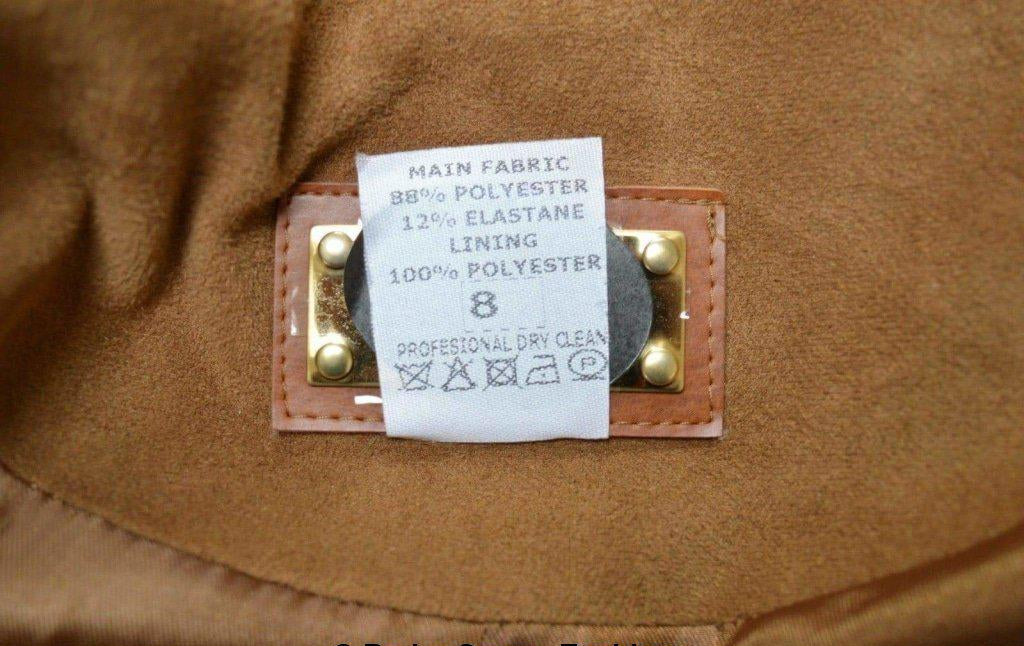 MAIN FABRIC
88% POLYESTER
12% ELASTANE
LINING
100% POLYESTER
8
PROFESIONAL DRY CLEAN
P